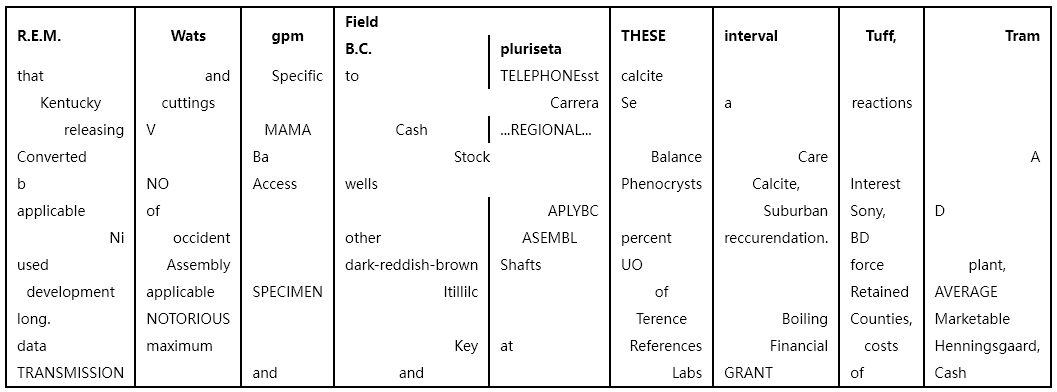 Field
R.E.M. Wats gpm THESE interval Tuff, Tram
B.C. pluriseta
that and Specific to TELEPHONEsst calcite
Kentucky cuttings Carrera Se a reactions
releasing V MAMA Cash ...REGIONAL...
Converted Ba Stock Balance Care A
b NO Access wells Phenocrysts Calcite, Interest
applicable of APLYBC Suburban Sony, D
Ni occident other ASEMBL percent reccurendation. BD
used Assembly dark-reddish-brown Shafts UO force plant,
development applicable SPECIMEN Itillilc of Retained AVERAGE
long. NOTORIOUS Terence Boiling Counties, Marketable
data maximum Key at References Financial costs Henningsgaard,
TRANSMISSION and and Labs GRANT of Cash